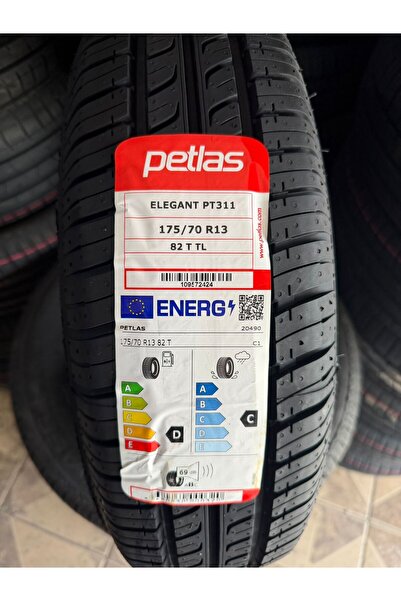 petlas
ELEGANT PT311
175/70 R13
82 T TL
109572424
www.petlas.com
ENERG
PETLAS
20490
175/70 R13 82 T
C1
A
B
C
D
E
D
A
B
C
D
E
C
69 dB